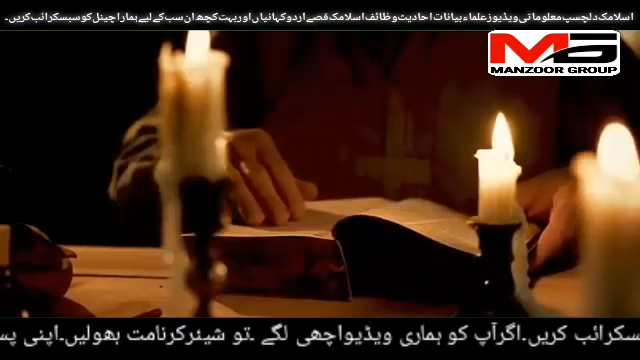 اسلامک دلچسپ معلوماتی ویڈیوز علماء بیانات احادیث وظائف اسلامک قصے اردو کہانیاں اور بہت کچھ ان سب کے لیے ہمارا چینل کو سبسکرائب کریں۔
MG
MANZOOR GROUP
سکرائب کریں۔اگرآپ کو ہماری ویڈیواچھی لگے ۔تو شیئرکرنامت بھولیں۔اپنی